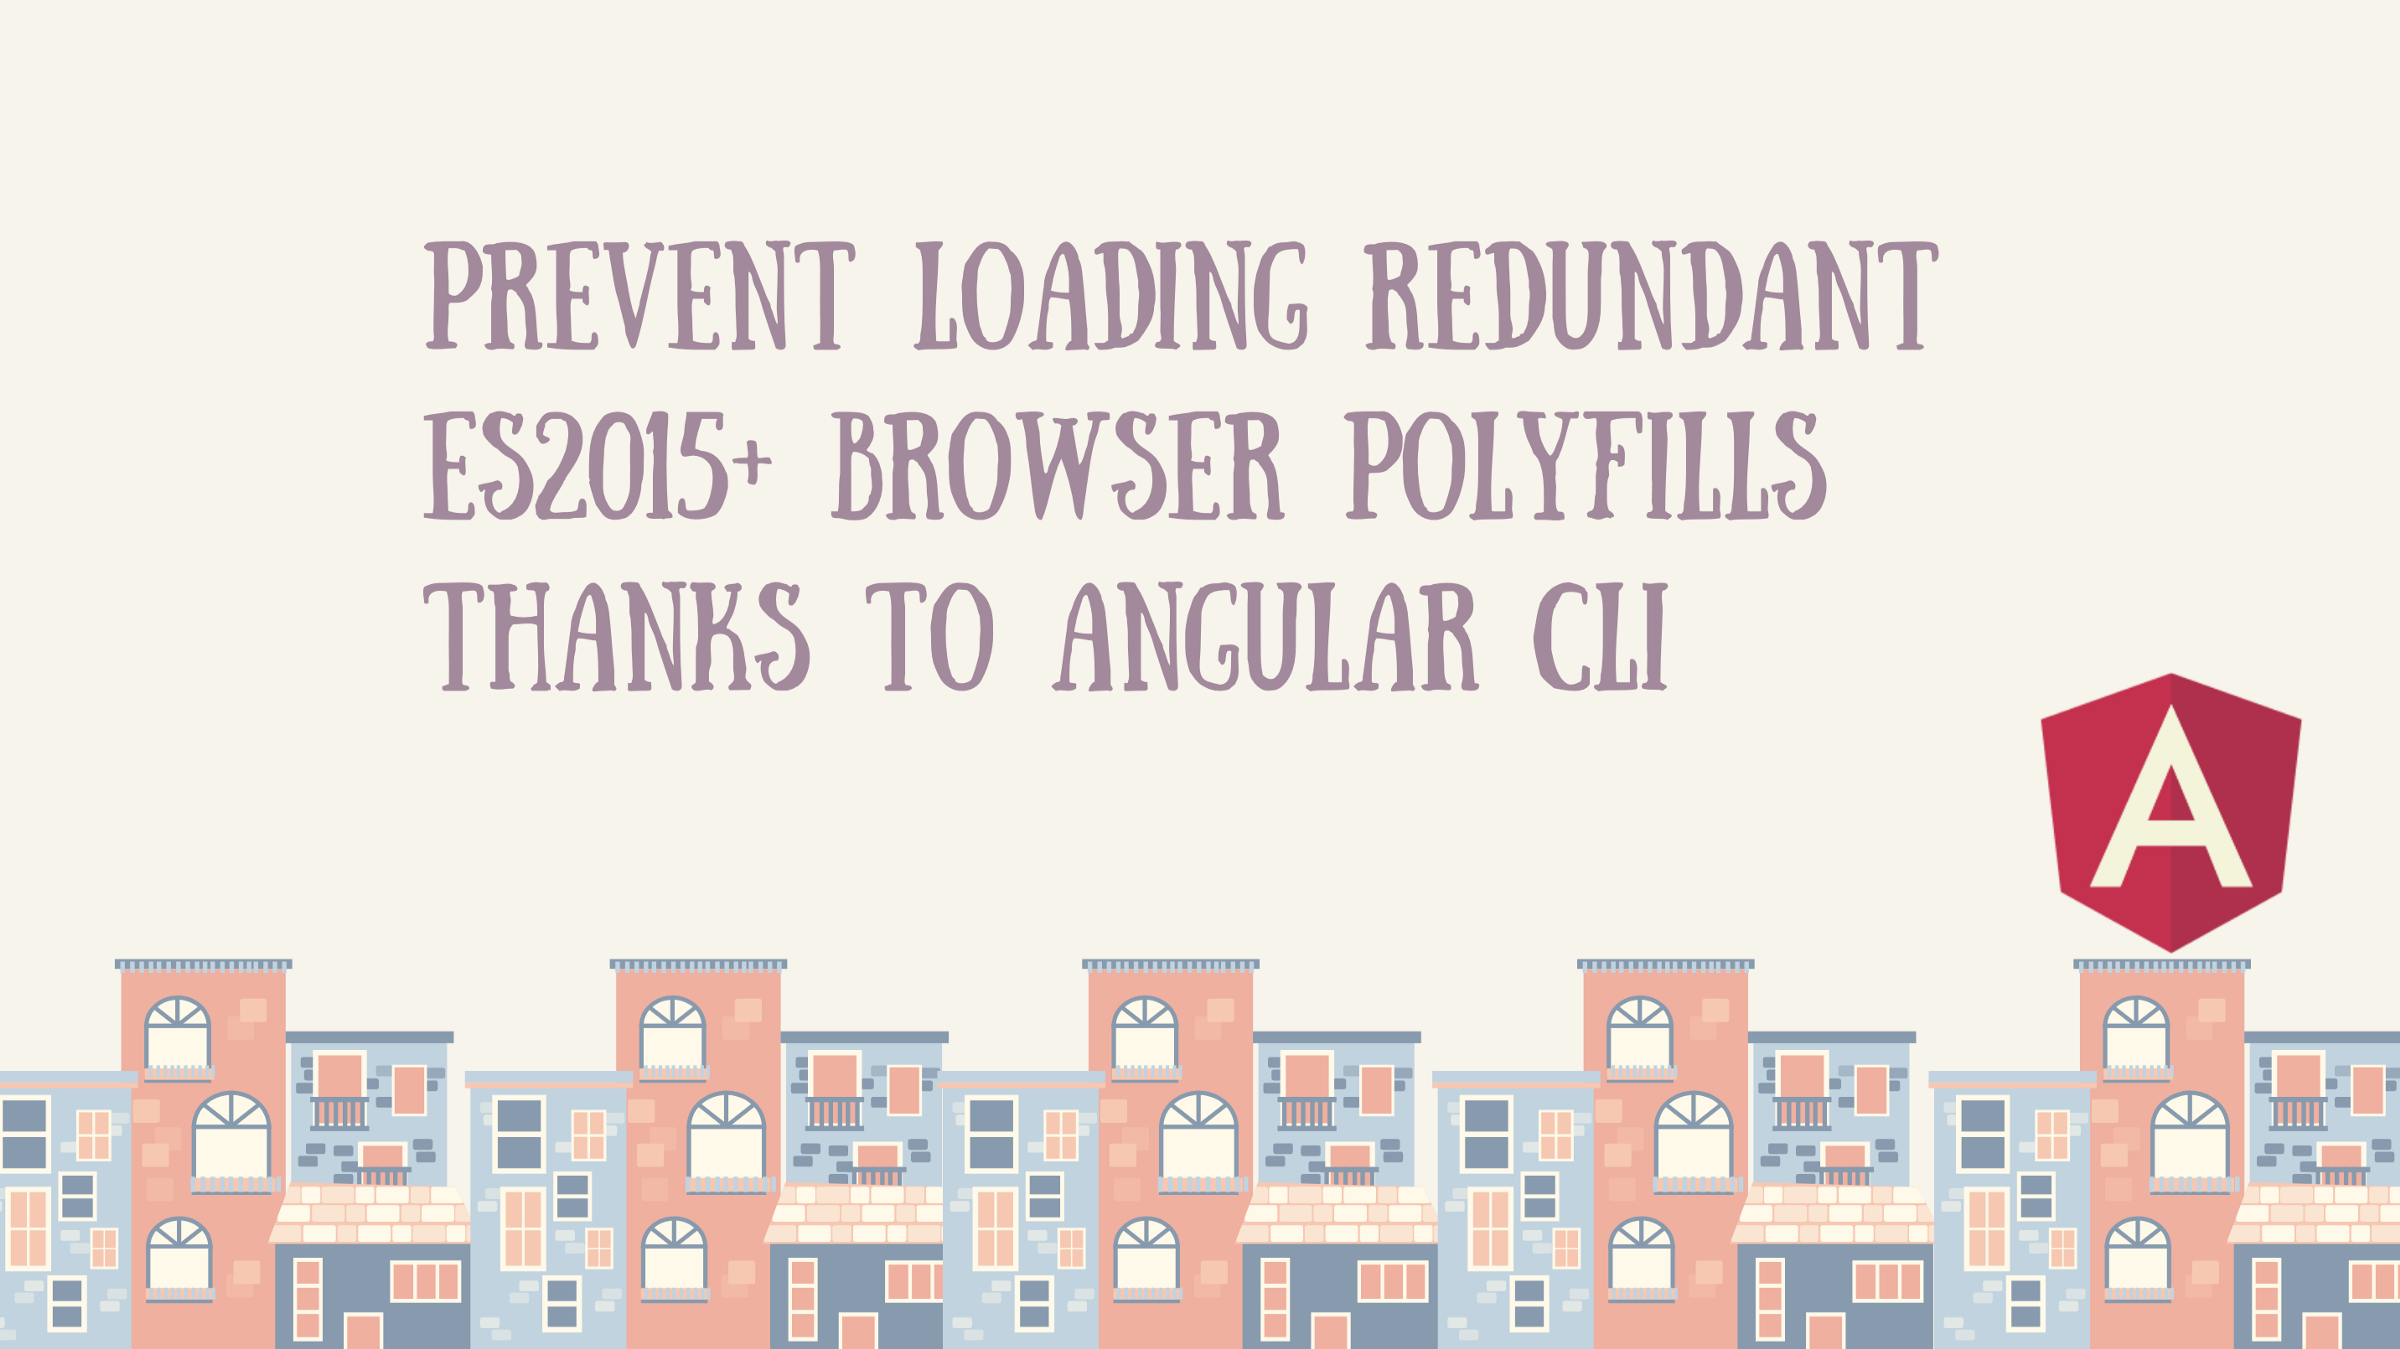 PREVENT LOADING REDUNDANT
ES2015+ BROWSER POLYFILLS
THANKS TO ANGULAR CLI
A